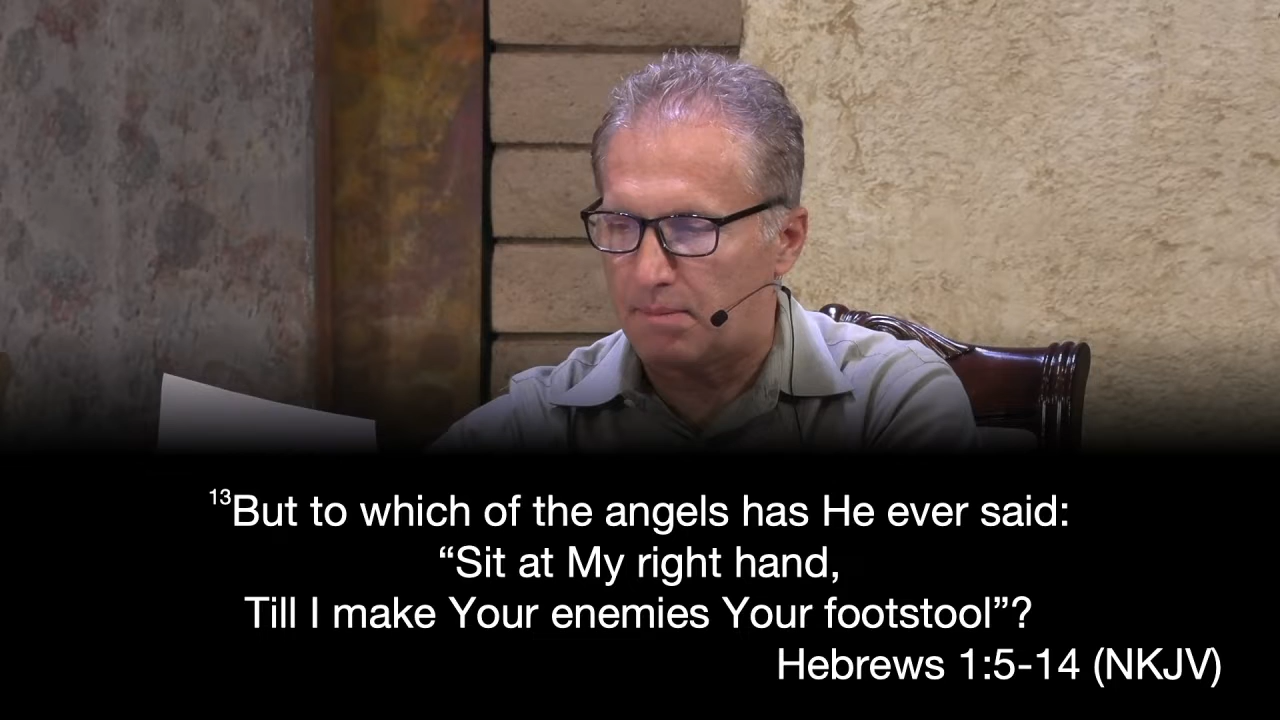 ¹³But to which of the angels has He ever said:
“Sit at My right hand,
Till I make Your enemies Your footstool”?
Hebrews 1:5-14 (NKJV)